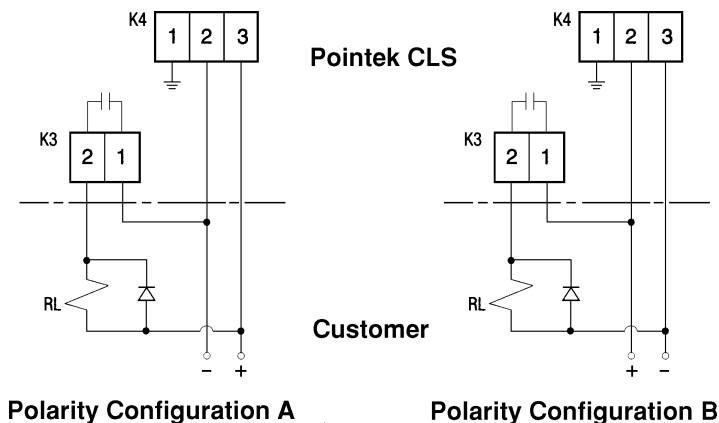 K4
1 2 3
Pointek CLS
K3
2 1
RL
Customer
- +
Polarity Configuration A
K4
1 2 3
K3
2 1
RL
+ -
Polarity Configuration B